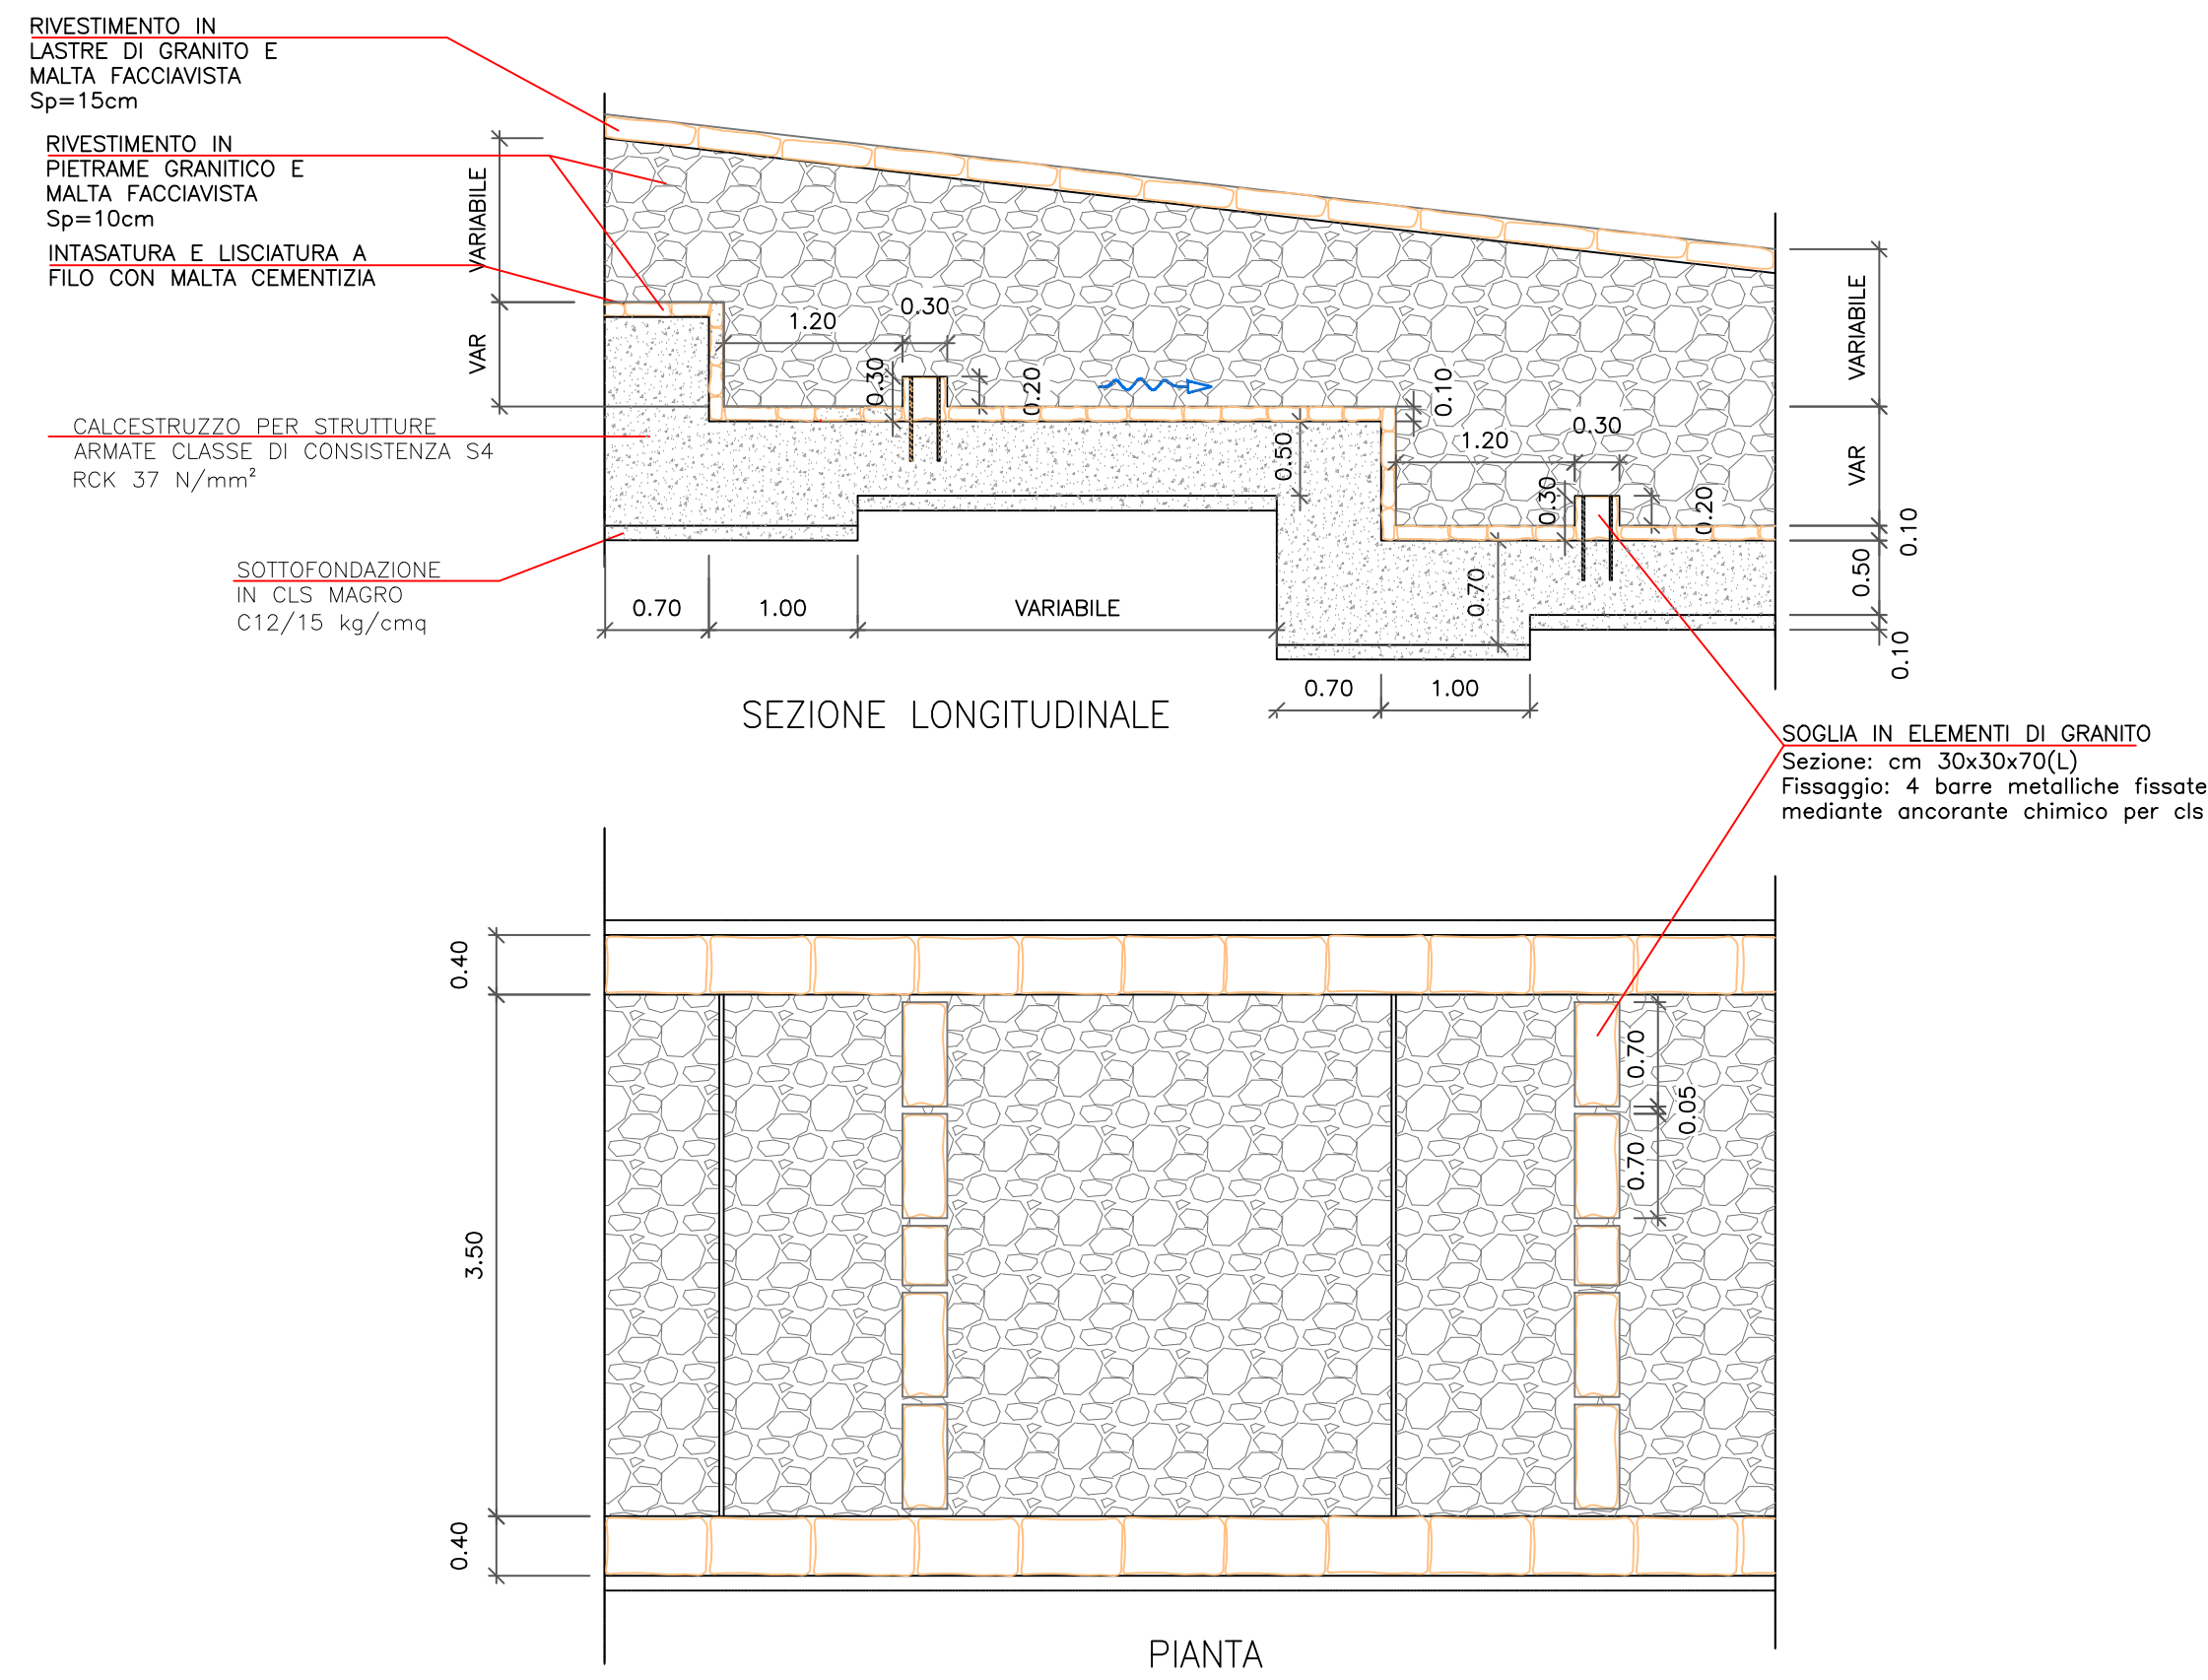 RIVESTIMENTO IN
LASTRE DI GRANITO E
MALTA FACCIAVISTA
Sp=15cm
RIVESTIMENTO IN
PIETRAME GRANITICO E
MALTA FACCIAVISTA
Sp=10cm
INTASATURA E LISCIATURA A
FILO CON MALTA CEMENTIZIA
CALCESTRUZZO PER STRUTTURE
ARMATE CLASSE DI CONSISTENZA S4
RCK 37 N/mm²
SOTTOFONDAZIONE
IN CLS MAGRO
C12/15 kg/cmq
VARIABILE
VAR
1.20
0.30
0.30
0.20
0.10
0.50
1.20
0.30
0.30
0.20
0.70
VARIABILE
VAR
0.10
0.50
0.10
0.70
1.00
VARIABILE
0.70
1.00
SEZIONE LONGITUDINALE
SOGLIA IN ELEMENTI DI GRANITO
Sezione: cm 30x30x70(L)
Fissaggio: 4 barre metalliche fissate
mediante ancorante chimico per cls
0.40
3.50
0.40
0.70
0.05
0.70
PIANTA